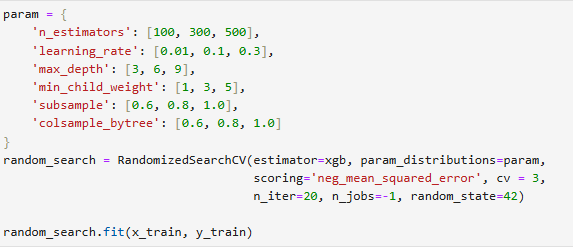 param = {
    'n_estimators': [100, 300, 500],
    'learning_rate': [0.01, 0.1, 0.3],
    'max_depth': [3, 6, 9],
    'min_child_weight': [1, 3, 5],
    'subsample': [0.6, 0.8, 1.0],
    'colsample_bytree': [0.6, 0.8, 1.0]
}
random_search = RandomizedSearchCV(estimator=xgb, param_distributions=param,
                                   scoring='neg_mean_squared_error', cv = 3,
                                   n_iter=20, n_jobs=-1, random_state=42)

random_search.fit(x_train, y_train)